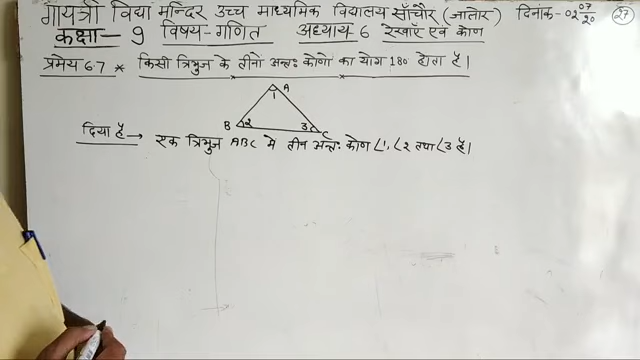 गायत्री विद्या मन्दिर उच्च माध्यमिक विद्यालय साँचौर (जालोर) दिनांक-02/07/20 27
कक्षा- 9 विषय-गणित अध्याय 6 रेखाएँ एवं कोण
प्रमेय 6.7 * किसी त्रिभुज के तीनो अन्तः कोणो का योग 180 होता है।
A
1
B 2 3 C
दिया है → एक त्रिभुज ABC मे तीन अन्तः कोण ∠1, ∠2 तथा ∠3 है।